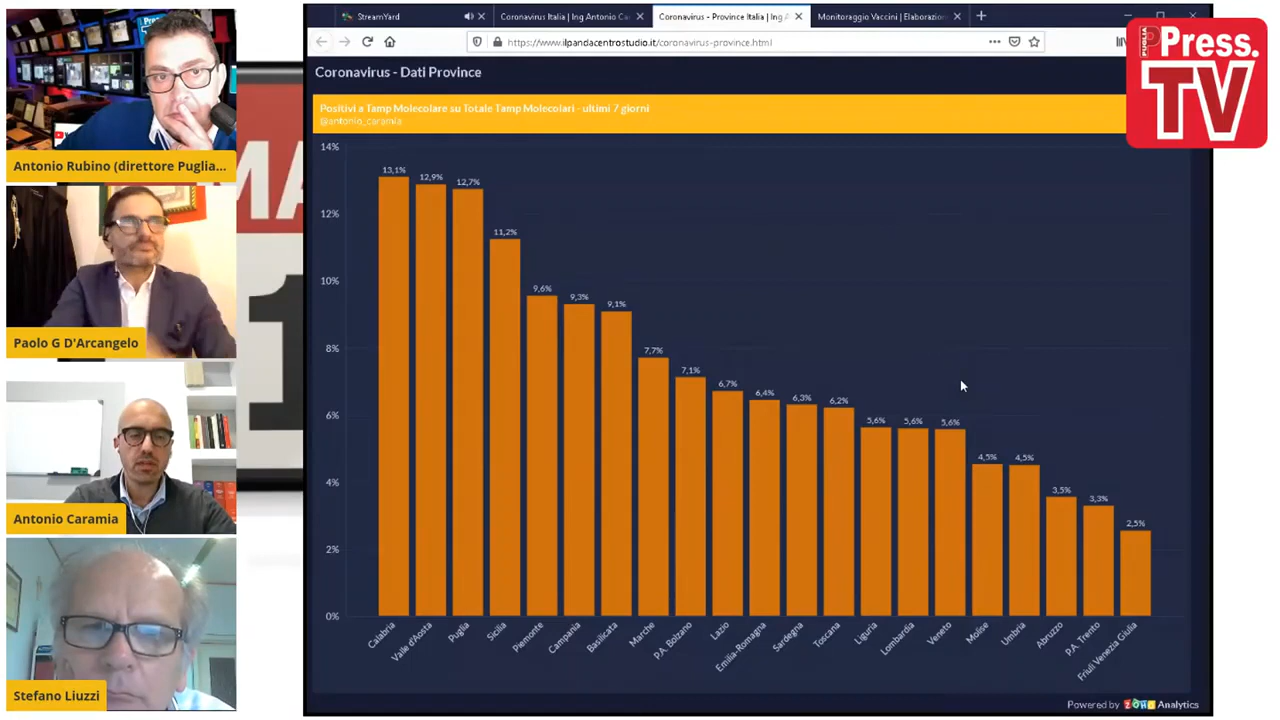 StreamYard
Coronavirus Italia | Ing Antonio Ca
Coronavirus - Province Italia | Ing A
Monitoraggio Vaccini | Elaborazion
https://www.ilpandacentrostudio.it/coronavirus-province.html
Coronavirus - Dati Province
PUGLIA
Press.
TV
Positivi a Tamp Molecolare su Totale Tamp Molecolari - ultimi 7 giorni
@antonio_caramia
14%
12%
10%
8%
6%
4%
2%
0%
13,1%
12,9%
12,7%
11,2%
9,6%
9,3%
9,1%
7,7%
7,1%
6,7%
6,4%
6,3%
6,2%
5,6%
5,6%
5,6%
4,5%
4,5%
3,5%
3,3%
2,5%
Calabria
Valle d'Aosta
Puglia
Sicilia
Piemonte
Campania
Basilicata
Marche
P.A. Bolzano
Lazio
Emilia-Romagna
Sardegna
Toscana
Liguria
Lombardia
Veneto
Molise
Umbria
Abruzzo
P.A. Trento
Friuli Venezia Giulia
Powered by ZOHO Analytics
Antonio Rubino (direttore Puglia...
Paolo G D'Arcangelo
Antonio Caramia
Stefano Liuzzi
MA
1